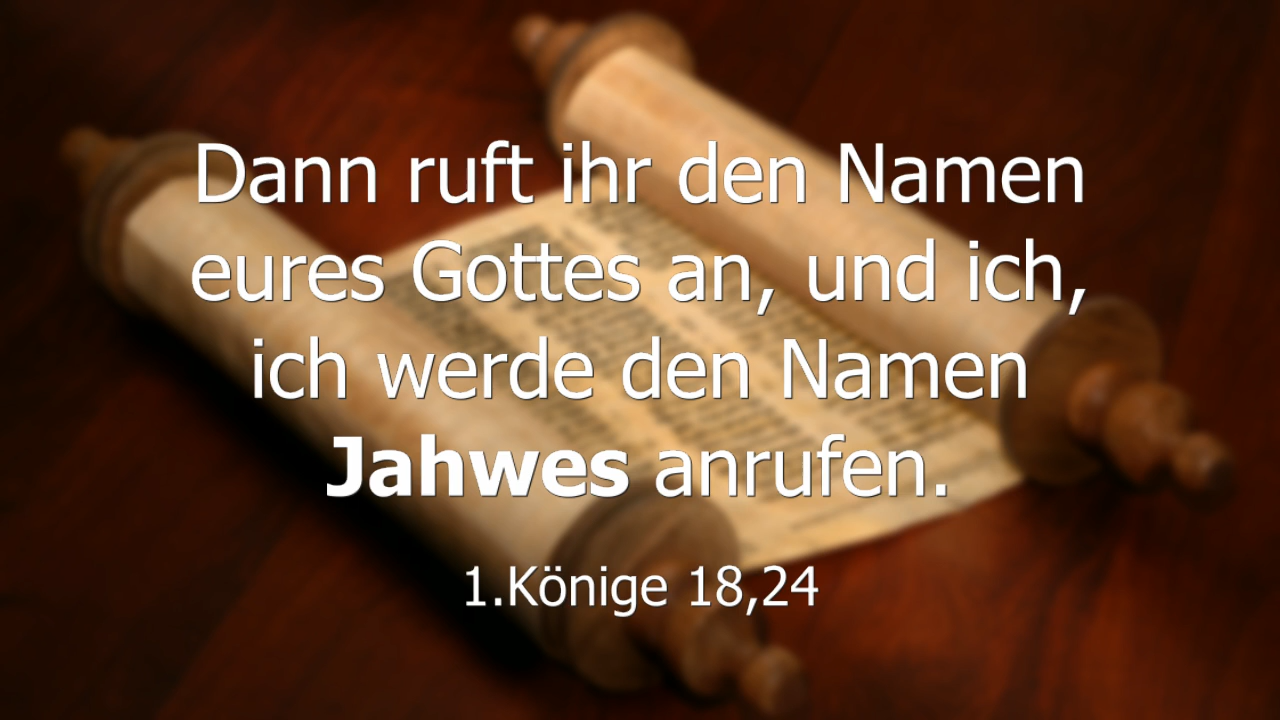 Dann ruft ihr den Namen
eures Gottes an, und ich,
ich werde den Namen
Jahwes anrufen.
1.Könige 18,24